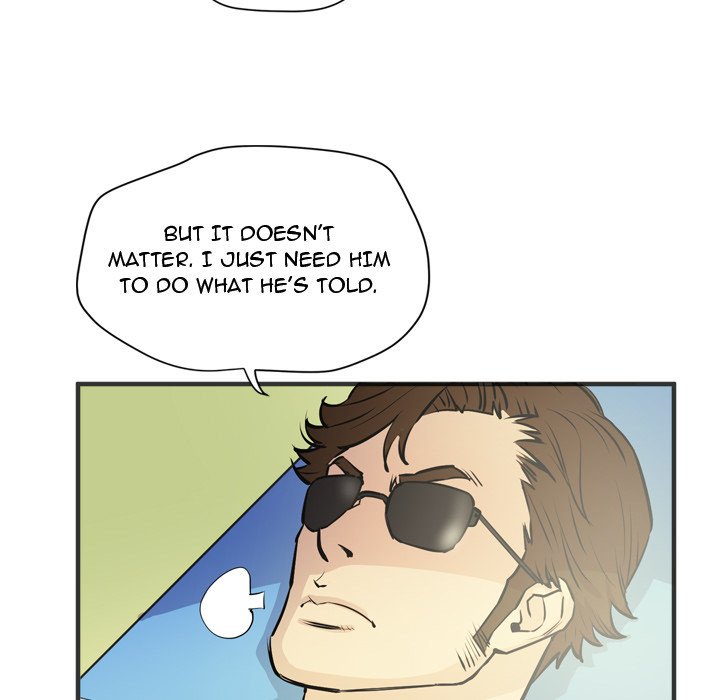 BUT IT DOESN'T
MATTER. I JUST NEED HIM
TO DO WHAT HE'S TOLD.